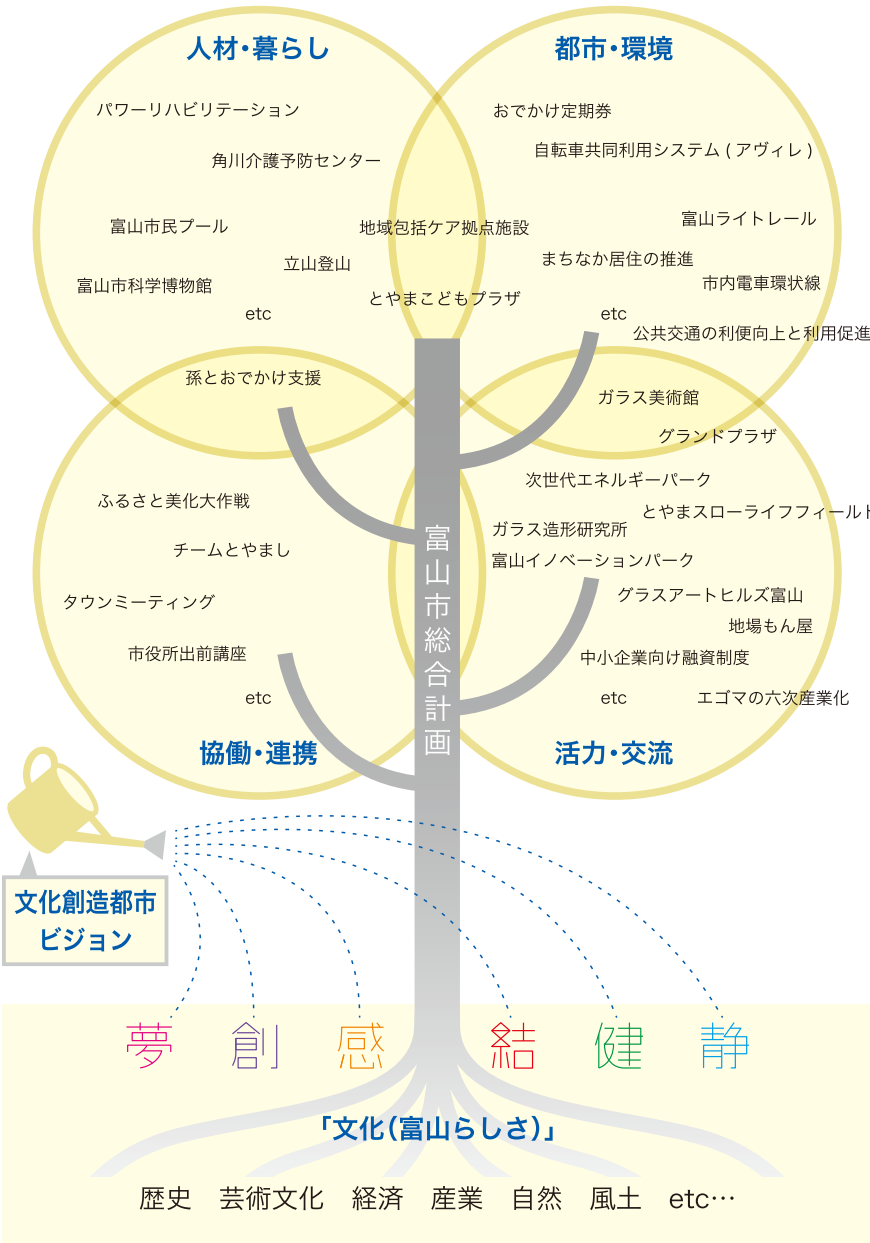 人材・暮らし
パワーリハビリテーション
角川介護予防センター
富山市民プール
立山登山
富山市科学博物館
etc
地域包括ケア拠点施設
とやまこどもプラザ
都市・環境
おでかけ定期券
自転車共同利用システム ( アヴィレ )
富山ライトレール
まちなか居住の推進
市内電車環状線
etc
公共交通の利便向上と利用促進
孫とおでかけ支援
ガラス美術館
グランドプラザ
ふるさと美化大作戦
チームとやまし
タウンミーティング
市役所出前講座
etc
協働・連携
次世代エネルギーパーク
とやまスローライフフィールド
ガラス造形研究所
富山イノベーションパーク
グラスアートヒルズ富山
地場もん屋
中小企業向け融資制度
etc
エゴマの六次産業化
活力・交流
富山市総合計画
文化創造都市
ビジョン
夢 創 感 結 健 静
「文化（富山らしさ）」
歴史 芸術文化 経済 産業 自然 風土 etc…